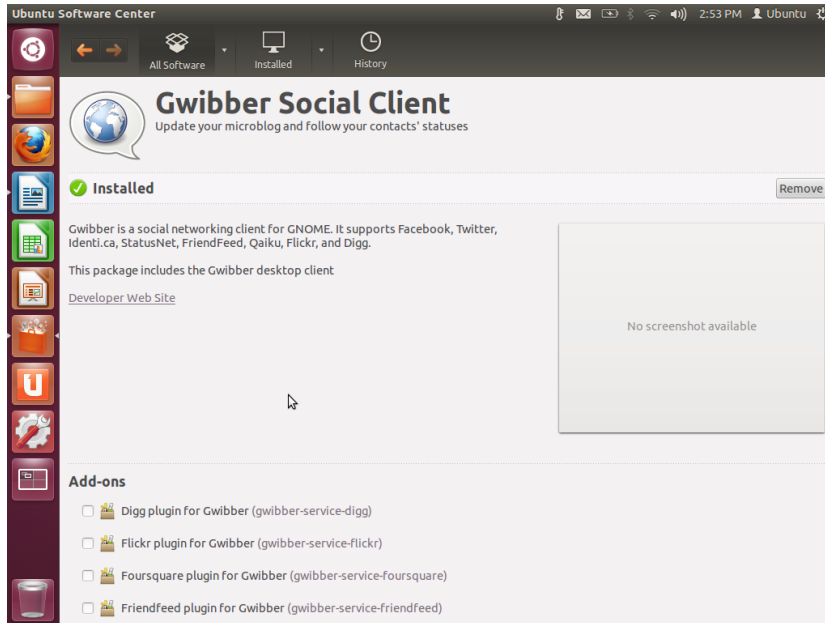 Ubuntu Software Center
2:53 PM Ubuntu
All Software
Installed
History
Gwibber Social Client
Update your microblog and follow your contacts' statuses
Installed
Remove
Gwibber is a social networking client for GNOME. It supports Facebook, Twitter,
Identi.ca, StatusNet, FriendFeed, Qaiku, Flickr, and Digg.
This package includes the Gwibber desktop client
Developer Web Site
No screenshot available
Add-ons
Digg plugin for Gwibber (gwibber-service-digg)
Flickr plugin for Gwibber (gwibber-service-flickr)
Foursquare plugin for Gwibber (gwibber-service-foursquare)
Friendfeed plugin for Gwibber (gwibber-service-friendfeed)